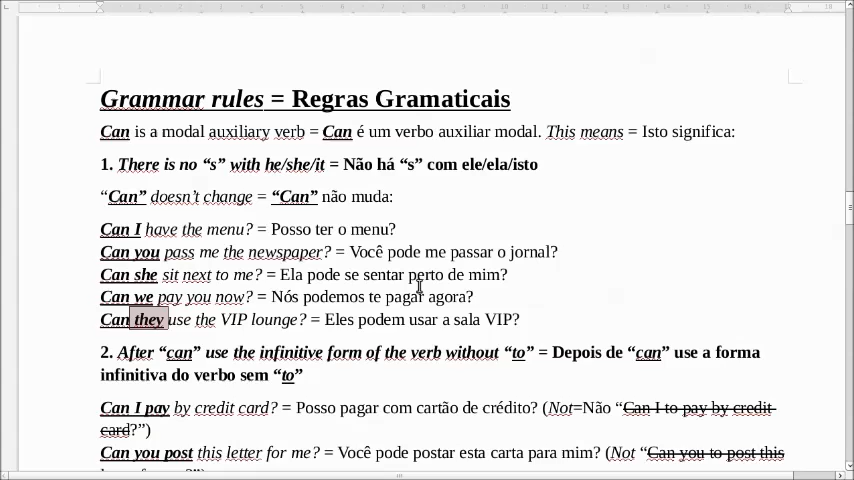 Grammar rules = Regras Gramaticais
Can is a modal auxiliary verb = Can é um verbo auxiliar modal. This means = Isto significa:
1. There is no “s” with he/she/it = Não há “s” com ele/ela/isto
“Can” doesn’t change = “Can” não muda:
Can I have the menu? = Posso ter o menu?
Can you pass me the newspaper? = Você pode me passar o jornal?
Can she sit next to me? = Ela pode se sentar perto de mim?
Can we pay you now? = Nós podemos te pagar agora?
Can they use the VIP lounge? = Eles podem usar a sala VIP?
2. After “can” use the infinitive form of the verb without “to” = Depois de “can” use a forma
infinitiva do verbo sem “to”
Can I pay by credit card? = Posso pagar com cartão de crédito? (Not=Não “Can I to pay by credit
card?”)
Can you post this letter for me? = Você pode postar esta carta para mim? (Not “Can you to post this